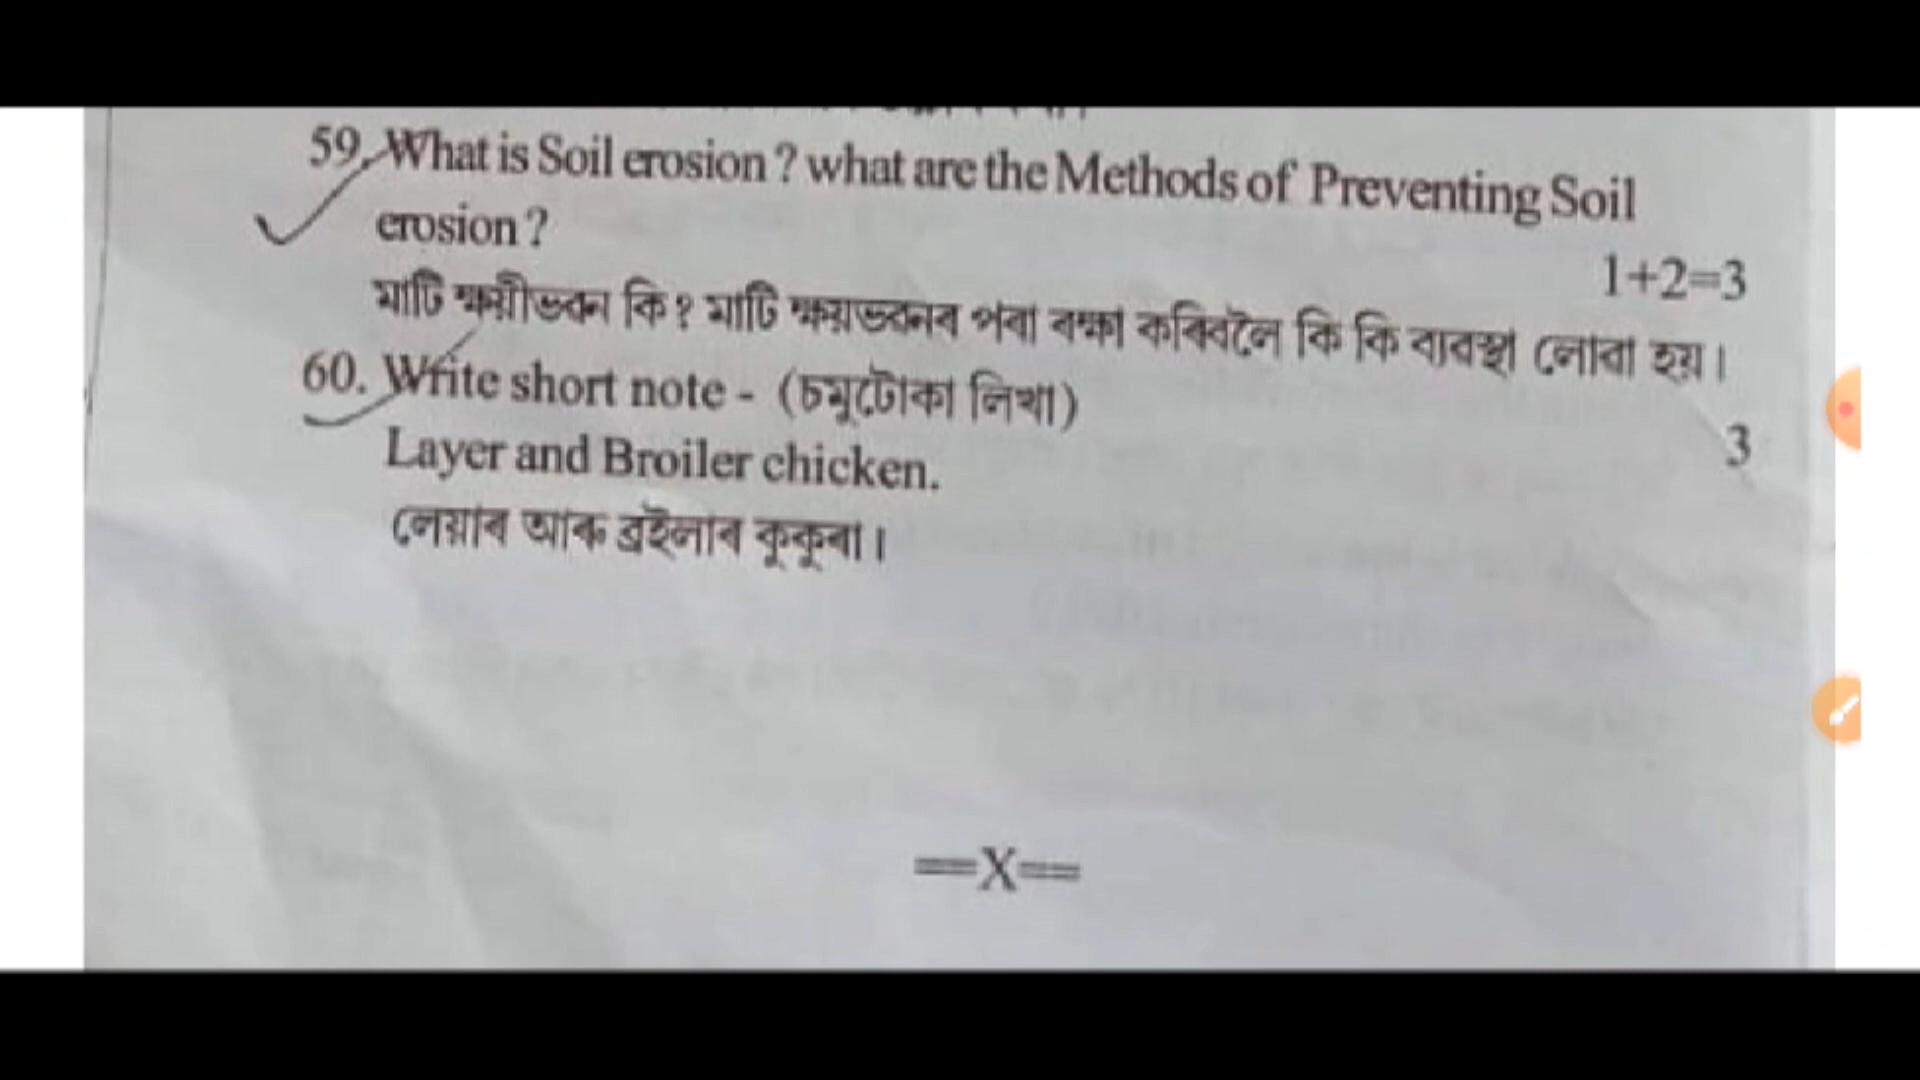 59. What is Soil erosion ? what are the Methods of Preventing Soil
erosion ?
1+2=3
মাটি ক্ষয়ীভৱন কি? মাটি ক্ষয়ভৱনৰ পৰা ৰক্ষা কৰিবলৈ কি কি ব্যৱস্থা লোৱা হয়।
60. Write short note - (চমুটোকা লিখা)
3
Layer and Broiler chicken.
লেয়াৰ আৰু ব্ৰইলাৰ কুকুৰা।
==X==